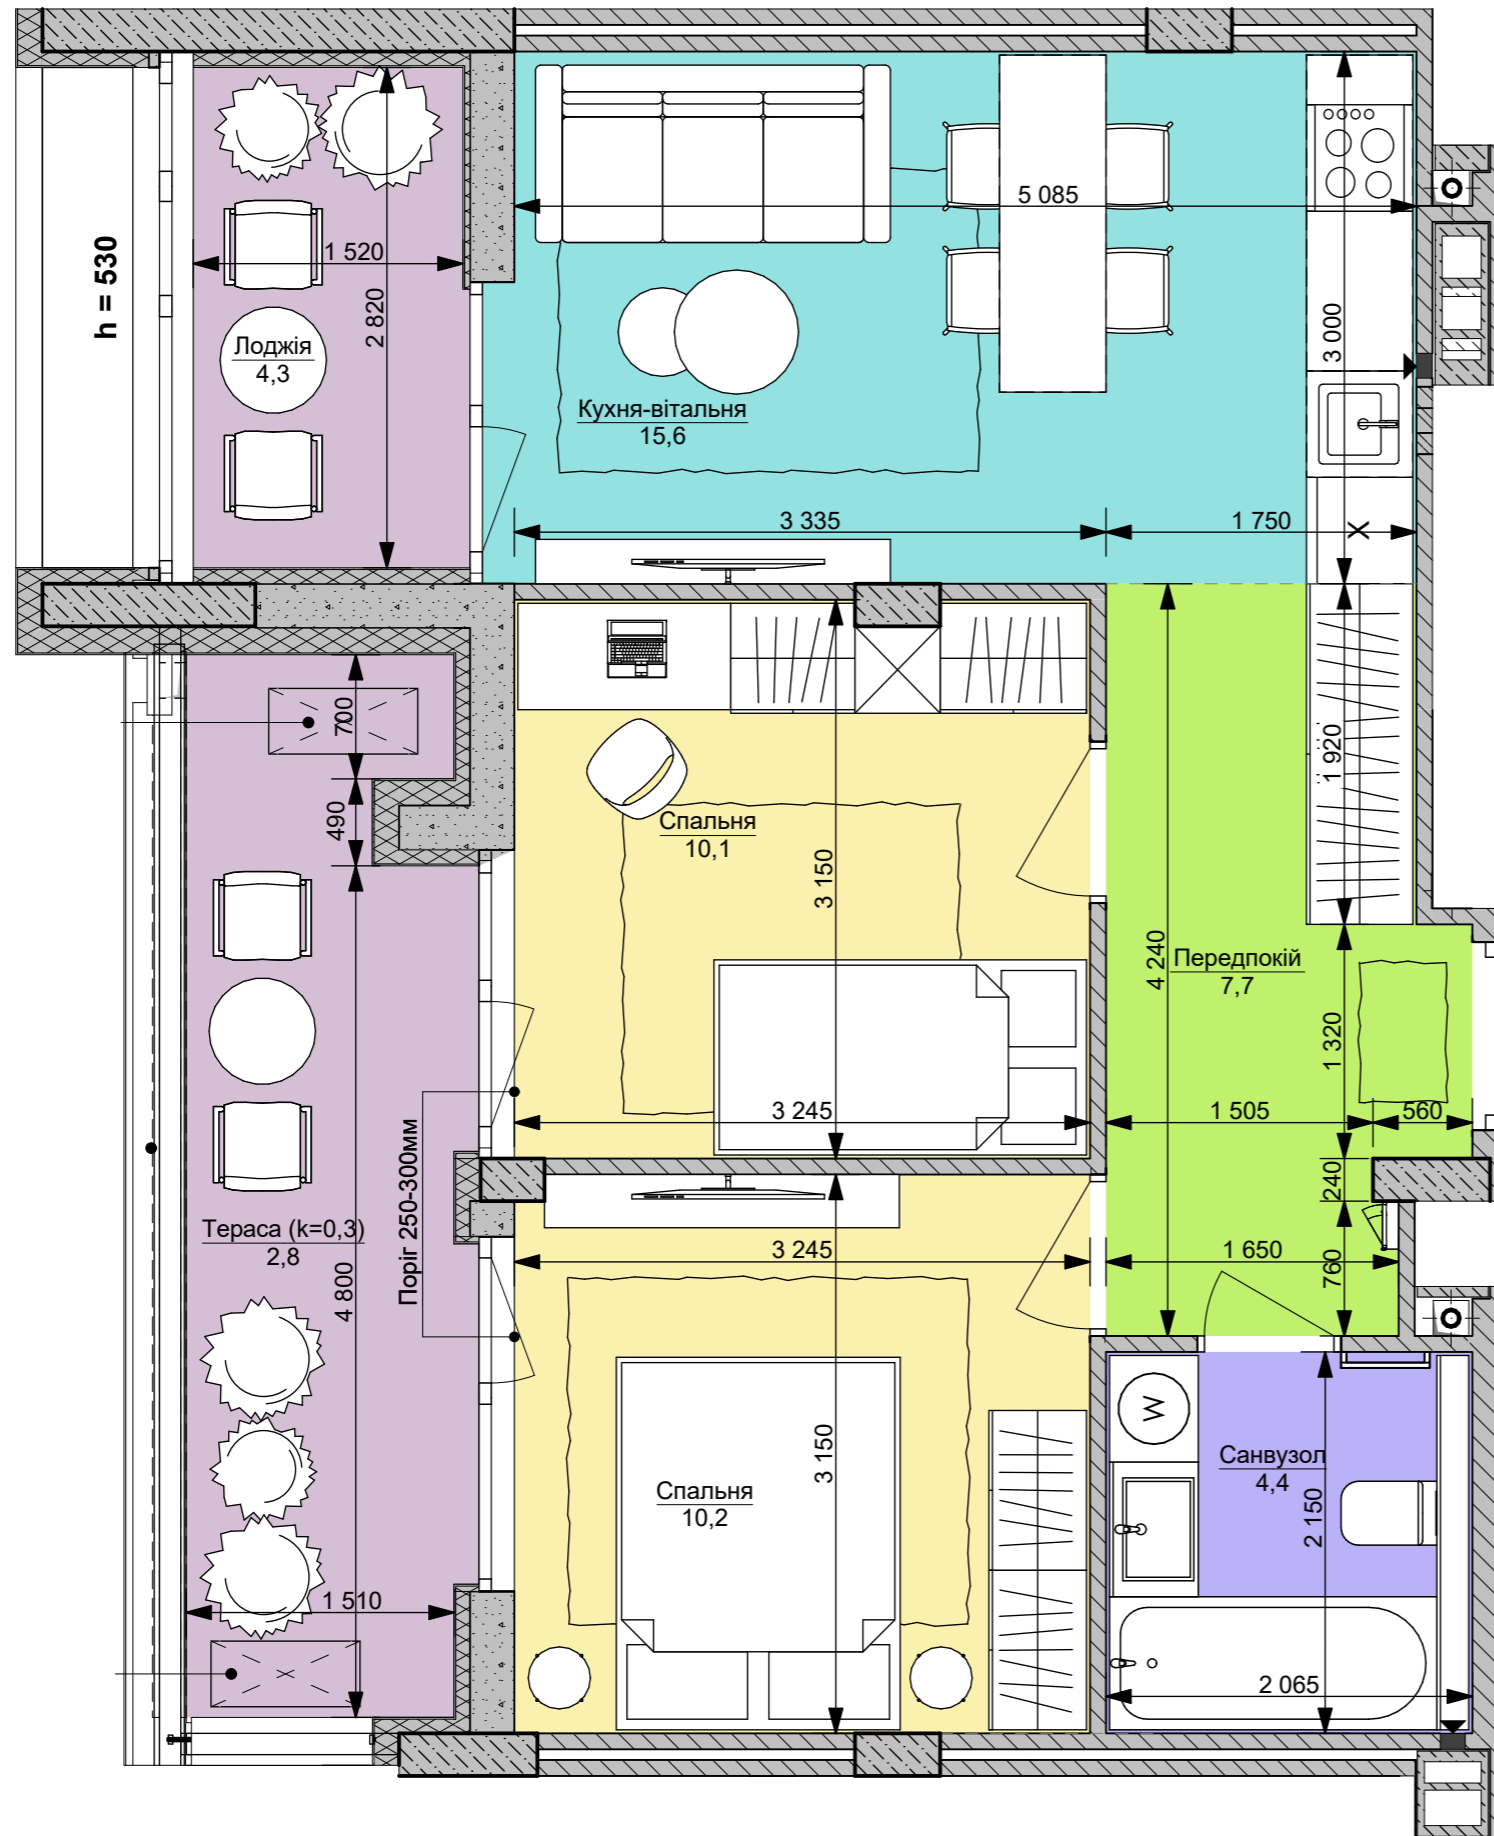 5 085
1 520
h = 530
2 820
3 000
Лоджія
4,3
Кухня-вітальня
15,6
3 335
1 750
X
700
1 920
490
Спальня
10,1
3 150
4 240
Передпокій
7,7
1 320
3 245
1 505
560
240
Поріг 250-300мм
Тераса (k=0,3)
2,8
3 245
1 650
760
4 800
W
Санвузол
4,4
3 150
Спальня
10,2
2 150
1 510
2 065